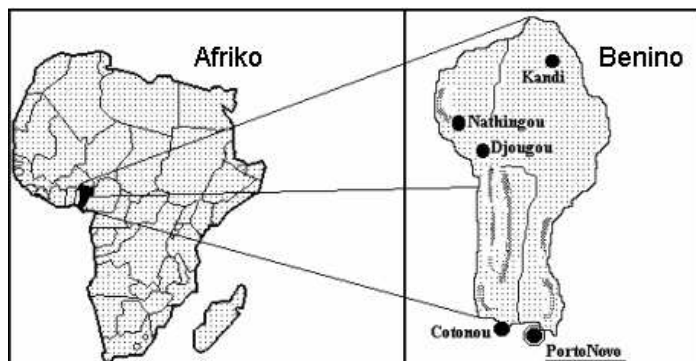 Afriko
Benino
Kandi
Nathingou
Djougou
Cotonou
PortoNovo